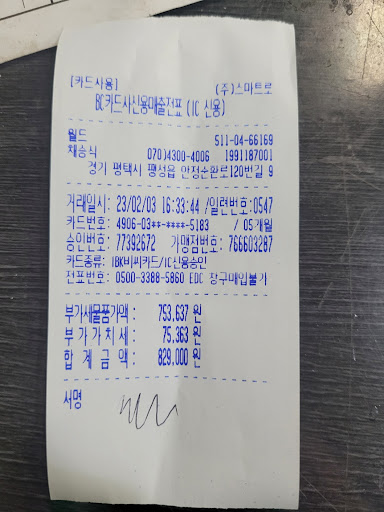 [카드사용] (주)스마트로
BC카드사신용매출전표(IC 신용)
월드 511-04-66169
채승식 070)4300-4006 1991187001
경기 평택시 팽성읍 안정순환로120번길 9
거래일시: 23/02/03 16:33:44 /일련번호:0547
카드번호: 4906-03**-****-5183 /05개월
승인번호: 77392672 가맹점번호: 766603287
카드종류: IBK비씨카드/IC신용승인
전표번호: 0500-3388-5860 EDC 창구매입불가
부가세물품가액 : 753,637 원
부 가 가 치 세 : 75,363 원
합 계 금 액 : 829,000 원
서명